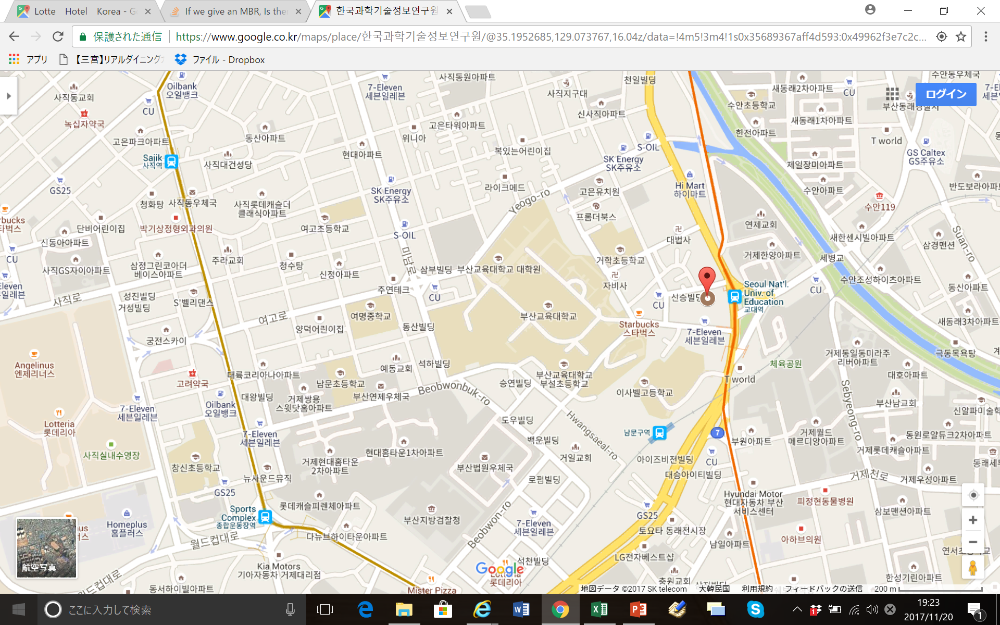 Lotte Hotel Korea - G
If we give an MBR, Is the
한국과학기술정보연구원
保護された通信
https://www.google.co.kr/maps/place/한국과학기술정보연구원/@35.1952685,129.073767,16.04z/data=!4m5!3m4!1s0x35689367aff4d593:0x49962f3e7c2c...
アプリ
【三宮】リアルダイニング
ファイル - Dropbox
ログイン
Oilbank
오일뱅크
사직동교회
CU
녹십자약국
고은파크아파트
7-Eleven
세븐일레븐
사직동원아파트
사직지구대
신사직아파트
고은타워아파트
동산아파트
위니아
현대아파트
복있는어린이집
천일빌딩
S-OIL
SK Energy
SK주유소
수안동우체국
새동래2차아파트
CU
수안초등학교
새동래1차아파트
한전아파트
T world
GS Caltex
GS주유소
제일장미아파트
수안아파트
반도보라아파트
수안119
Sajik
사직역
사직대건성당
GS25
청화탕
사직동우체국
사직롯데캐슬더
클래식아파트
SK Energy
SK주유소
라이크메드
Yeogo-ro
고은유치원
프롬더북스
Hi Mart
하이마트
연제교회
단비어린이집
박기상정형외과의원
여고초등학교
S-OIL
신동아아파트
CU
주라교회
청수탕
신정아파트
미남로
삼부빌딩
부산교육대학교 대학원
거학초등학교
대법사
거제한양아파트
새한센시빌아파트
삼경맨션
Suan-ro
세병교
사직GS자이아파트
삼정그린코아더
베이스아파트
주연테크
CU
자비사
CU
신승빌딩
Seoul Nat'l.
Univ. of
Education
교대역
CU
수안조성하이츠아파트
동신아파트
사직로
성진빌딩
거성빌딩
S'벨리댄스
여고로
여명중학교
부산교육대학교
양덕어린이집
동산빌딩
Starbucks
스타벅스
7-Eleven
세븐일레븐
새동래3차아파트
궁전스카이
Angelinus
엔제리너스
고려약국
대륙코리아나아파트
예동교회
석하빌딩
남문초등학교
부산교육대학교
부설초등학교
체육공원
거제동일동미라주
리버아파트
극동목욕탕
대호아파트
T world
이사벨고등학교
승연빌딩
Beobwonbuk-ro
부산연제우체국
대왕빌딩
거제쌍용
스윗닷홈아파트
Oilbank
오일뱅크
7-Eleven
세븐일레븐
Lotteria
롯데리아
7-Eleven
세븐일레븐
도우빌딩
Hwangsaeal-ro
남문구역
7
부원아파트
거제월드
메르디앙아파트
Sebyeong-ro
부산남교회
신알파미술학
동원로얄듀크2차아파트
거제롯데캐슬아파트
백운빌딩
거일교회
아이즈비전빌딩
CU
사직실내수영장
창신초등학교
거제현대홈타운
2차아파트
현대홈타운1차아파트
부산법원우체국
로펌빌딩
대승아이티빌딩
거제천로
거제우성아파트
뉴사운드뮤직
GS25
Sports
Complex
종합운동장역
롯데캐슬피렌체아파트
부산지방검찰청
Beobwon-ro
7-Eleven
세븐일레븐
GS25
Hyundai Motor
현대자동차 부산
서비스센터
피정현동물병원
삼보맨션아파트
Homeplus
홈플러스
월드컵대로
다뉴브하이타운아파트
토요타 동래전시장
남일아파트
아하브의원
Kia Motors
기아자동차 거제대리점
석천빌딩
LG전자베스트샵
충원교회
한성기린아파트
동서하이빌아파트
Mister Pizza
롯데리아
Google
航空写真
地図データ ©2017 SK telecom
大韓民国
利用規約
フィードバックの送信
200 m
ここに入力して検索
19:23
2017/11/20
1